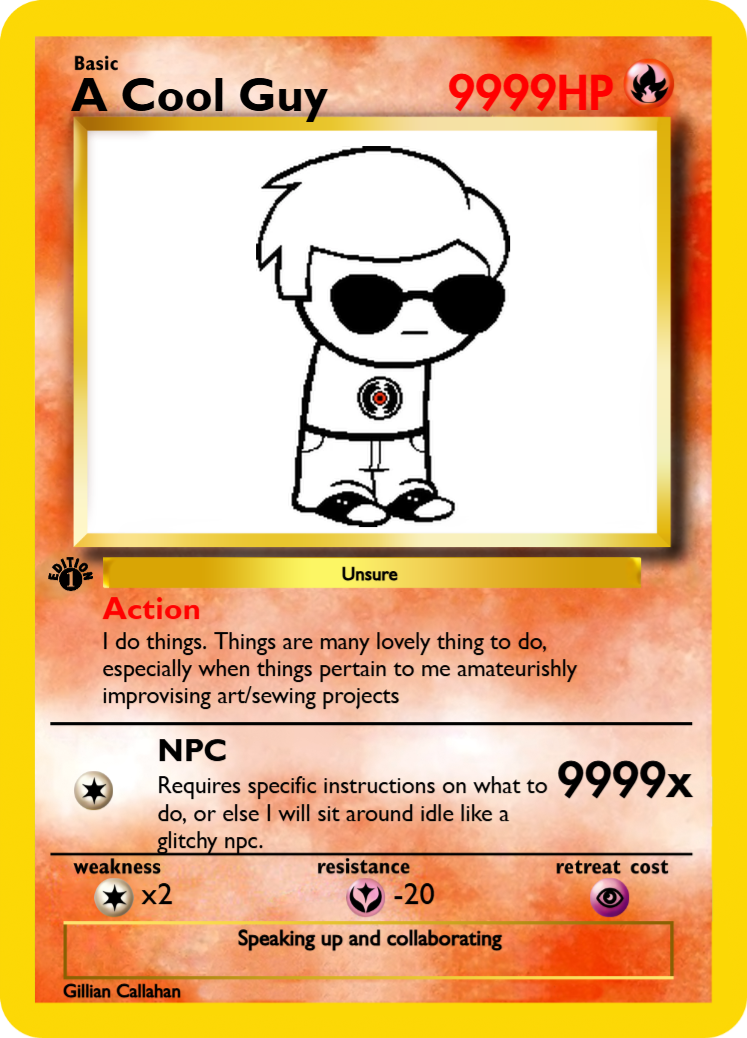 Basic
A Cool Guy
9999HP
EDITION
1
Unsure
Action
I do things. Things are many lovely thing to do,
especially when things pertain to me amateurishly
improvising art/sewing projects
NPC
9999x
Requires specific instructions on what to
do, or else I will sit around idle like a
glitchy npc.
weakness resistance retreat cost
x2 -20
Speaking up and collaborating
Gillian Callahan